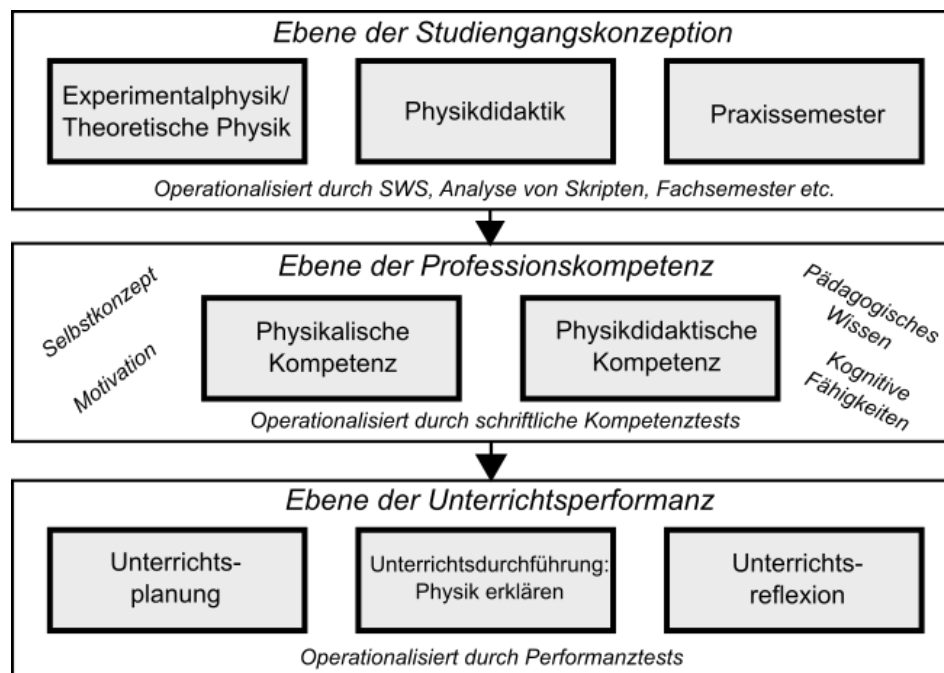 Ebene der Studiengangskonzeption
Experimentalphysik/
Theoretische Physik
Physikdidaktik
Praxissemester
Operationalisiert durch SWS, Analyse von Skripten, Fachsemester etc.
Ebene der Professionskompetenz
Selbstkonzept
Motivation
Physikalische
Kompetenz
Physikdidaktische
Kompetenz
Pädagogisches
Wissen
Kognitive
Fähigkeiten
Operationalisiert durch schriftliche Kompetenztests
Ebene der Unterrichtsperformanz
Unterrichts-
planung
Unterrichtsdurchführung:
Physik erklären
Unterrichts-
reflexion
Operationalisiert durch Performanztests